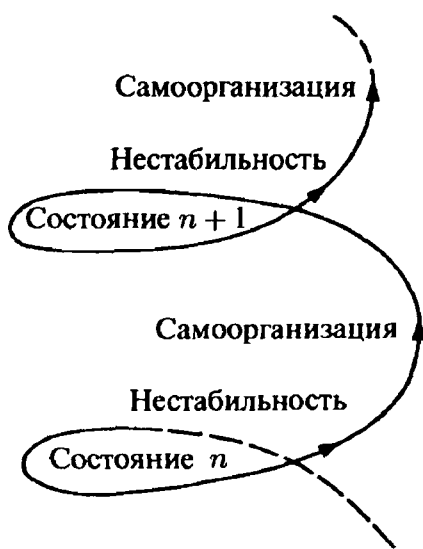 Самоорганизация
Нестабильность
Состояние n + 1
Самоорганизация
Нестабильность
Состояние n